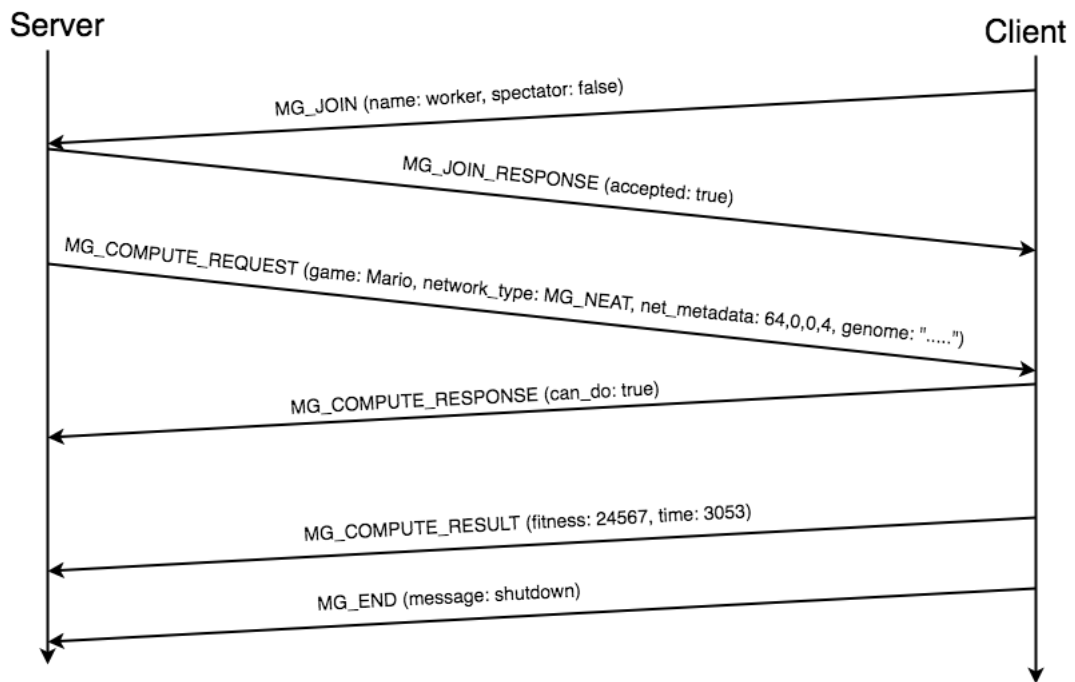 Server
Client
MG_JOIN (name: worker, spectator: false)
MG_JOIN_RESPONSE (accepted: true)
MG_COMPUTE_REQUEST (game: Mario, network_type: MG_NEAT, net_metadata: 64,0,0,4, genome: ".....")
MG_COMPUTE_RESPONSE (can_do: true)
MG_COMPUTE_RESULT (fitness: 24567, time: 3053)
MG_END (message: shutdown)